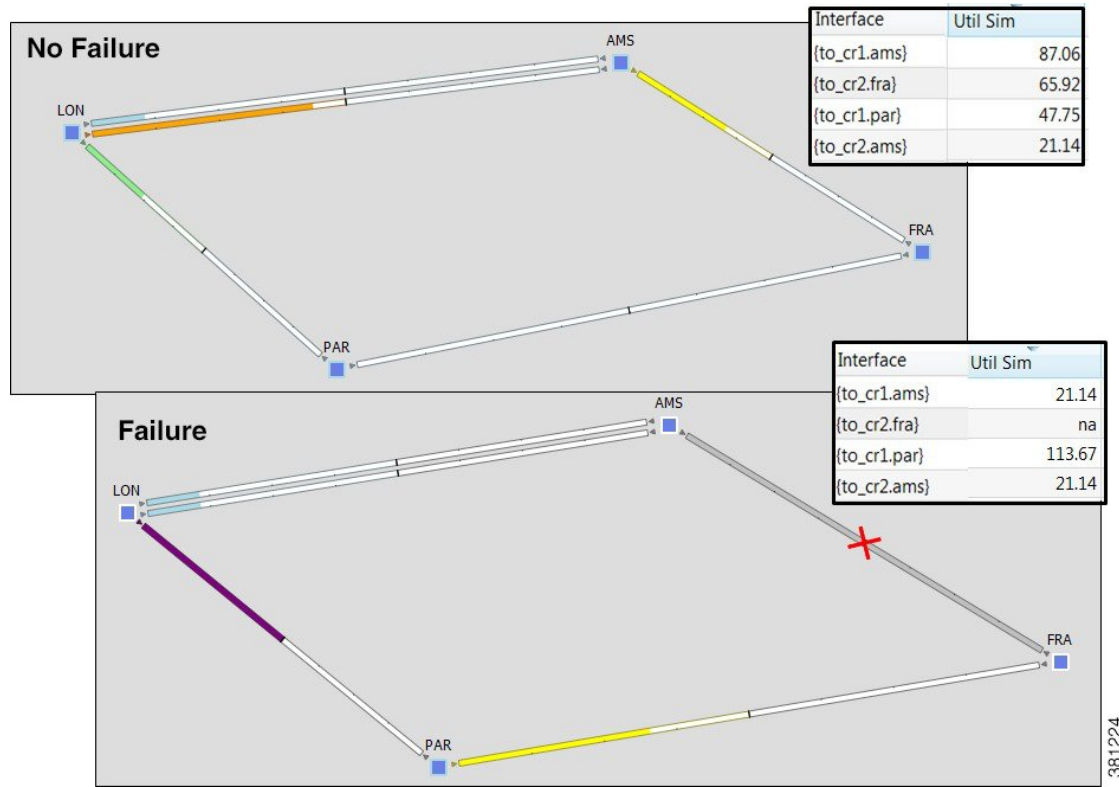 No Failure
AMS
LON
FRA
PAR
Interface Util Sim
{to_cr1.ams} 87.06
{to_cr2.fra} 65.92
{to_cr1.par} 47.75
{to_cr2.ams} 21.14
Failure
AMS
LON
FRA
PAR
Interface Util Sim
{to_cr1.ams} 21.14
{to_cr2.fra} na
{to_cr1.par} 113.67
{to_cr2.ams} 21.14
381224